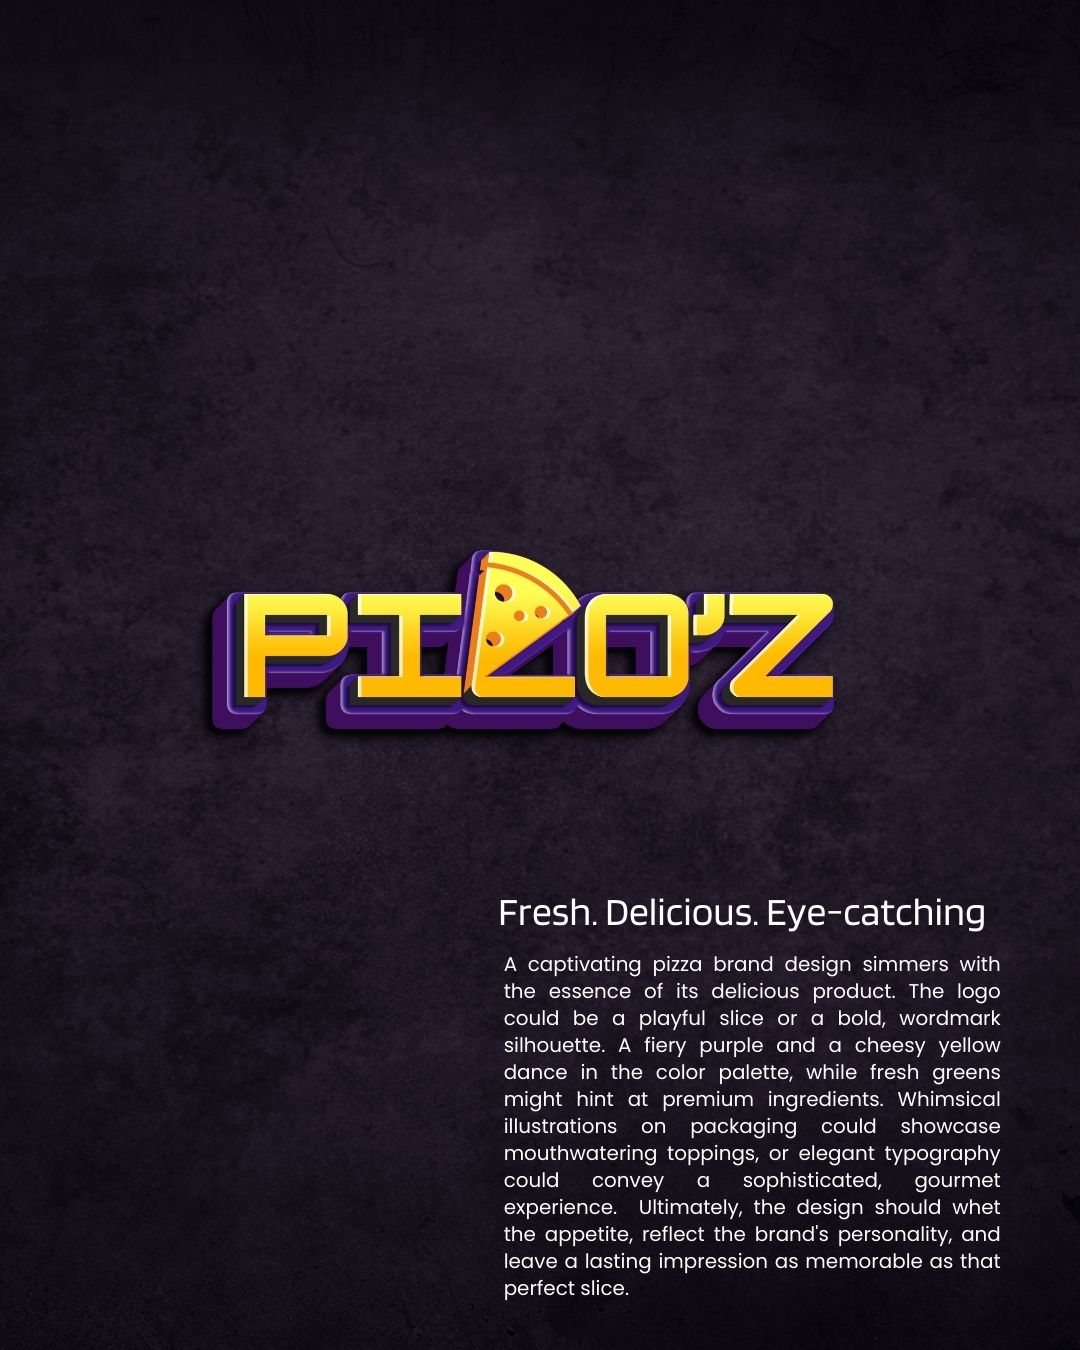 PIZO'Z
Fresh. Delicious. Eye-catching
A captivating pizza brand design simmers with
the essence of its delicious product. The logo
could be a playful slice or a bold, wordmark
silhouette. A fiery purple and a cheesy yellow
dance in the color palette, while fresh greens
might hint at premium ingredients. Whimsical
illustrations on packaging could showcase
mouthwatering toppings, or elegant typography
could convey a sophisticated, gourmet
experience. Ultimately, the design should whet
the appetite, reflect the brand's personality, and
leave a lasting impression as memorable as that
perfect slice.